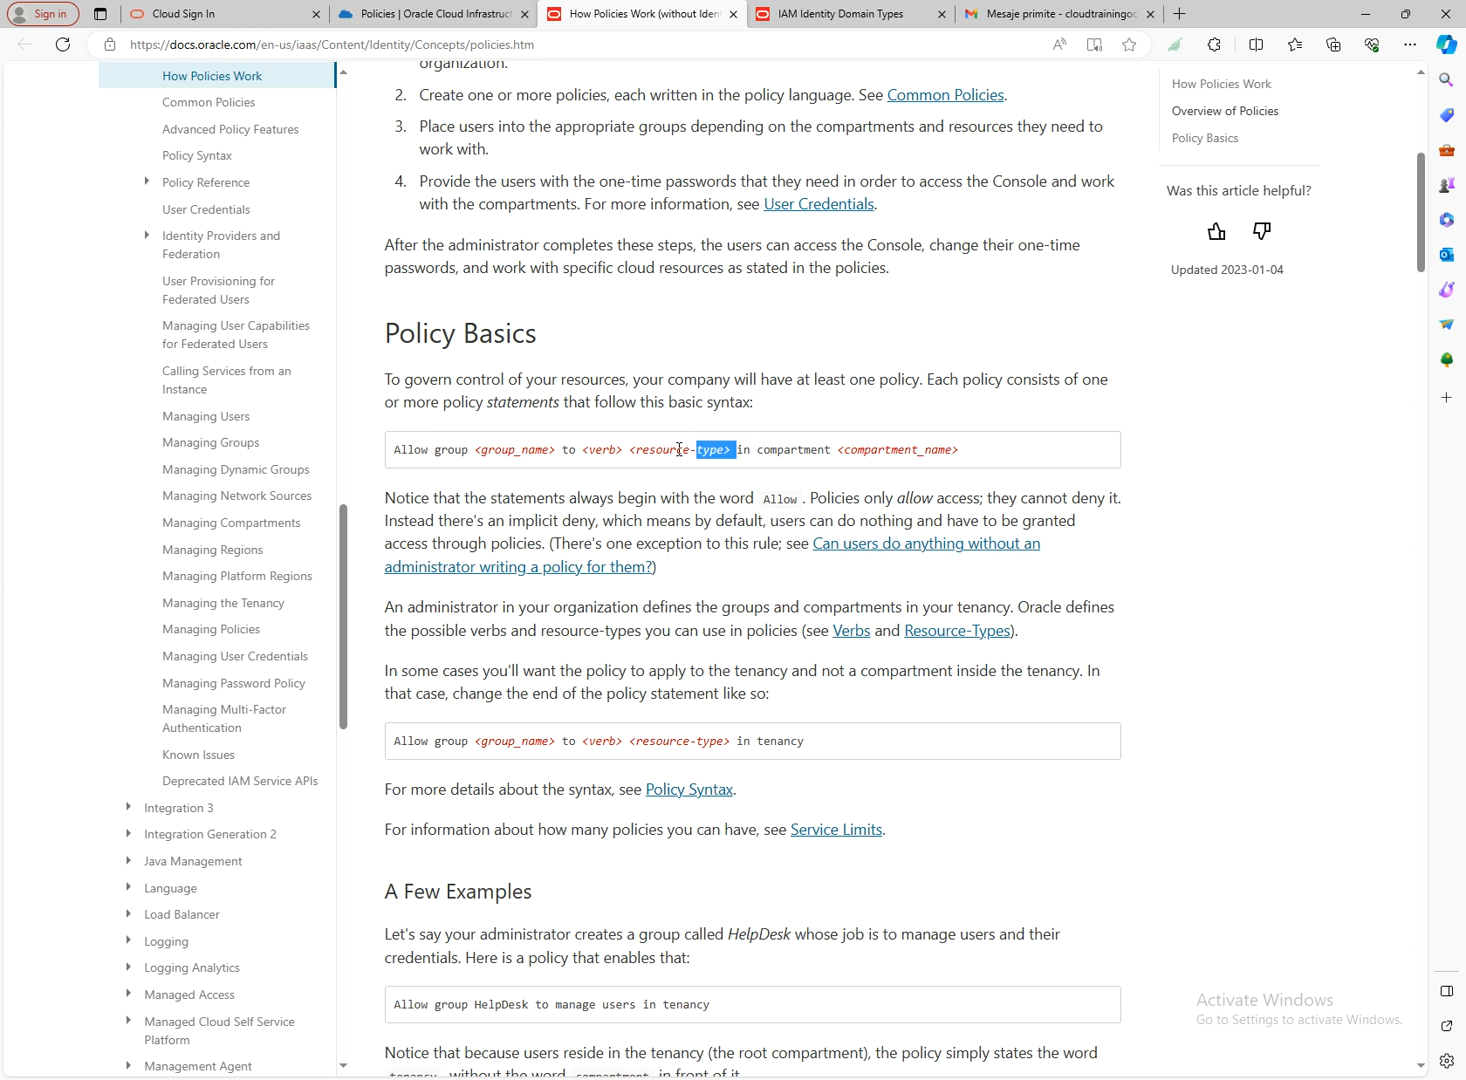 Sign in
Cloud Sign In
Policies | Oracle Cloud Infrastruct
How Policies Work (without Iden
IAM Identity Domain Types
Mesaje primite - cloudtrainingoc
https://docs.oracle.com/en-us/iaas/Content/Identity/Concepts/policies.htm
How Policies Work
Common Policies
Advanced Policy Features
Policy Syntax
Policy Reference
User Credentials
Identity Providers and
Federation
User Provisioning for
Federated Users
Managing User Capabilities
for Federated Users
Calling Services from an
Instance
Managing Users
Managing Groups
Managing Dynamic Groups
Managing Network Sources
Managing Compartments
Managing Regions
Managing Platform Regions
Managing the Tenancy
Managing Policies
Managing User Credentials
Managing Password Policy
Managing Multi-Factor
Authentication
Known Issues
Deprecated IAM Service APIs
Integration 3
Integration Generation 2
Java Management
Language
Load Balancer
Logging
Logging Analytics
Managed Access
Managed Cloud Self Service
Platform
Management Agent
organization.
2. Create one or more policies, each written in the policy language. See Common Policies.
3. Place users into the appropriate groups depending on the compartments and resources they need to
work with.
4. Provide the users with the one-time passwords that they need in order to access the Console and work
with the compartments. For more information, see User Credentials.
After the administrator completes these steps, the users can access the Console, change their one-time
passwords, and work with specific cloud resources as stated in the policies.
Policy Basics
To govern control of your resources, your company will have at least one policy. Each policy consists of one
or more policy statements that follow this basic syntax:
Allow group <group_name> to <verb> <resource-type> in compartment <compartment_name>
Notice that the statements always begin with the word Allow . Policies only allow access; they cannot deny it.
Instead there's an implicit deny, which means by default, users can do nothing and have to be granted
access through policies. (There's one exception to this rule; see Can users do anything without an
administrator writing a policy for them?)
An administrator in your organization defines the groups and compartments in your tenancy. Oracle defines
the possible verbs and resource-types you can use in policies (see Verbs and Resource-Types).
In some cases you'll want the policy to apply to the tenancy and not a compartment inside the tenancy. In
that case, change the end of the policy statement like so:
Allow group <group_name> to <verb> <resource-type> in tenancy
For more details about the syntax, see Policy Syntax.
For information about how many policies you can have, see Service Limits.
A Few Examples
Let's say your administrator creates a group called HelpDesk whose job is to manage users and their
credentials. Here is a policy that enables that:
Allow group HelpDesk to manage users in tenancy
Notice that because users reside in the tenancy (the root compartment), the policy simply states the word
tenancy , without the word compartment in front of it.
How Policies Work
Overview of Policies
Policy Basics
Was this article helpful?
Updated 2023-01-04
Activate Windows
Go to Settings to activate Windows.